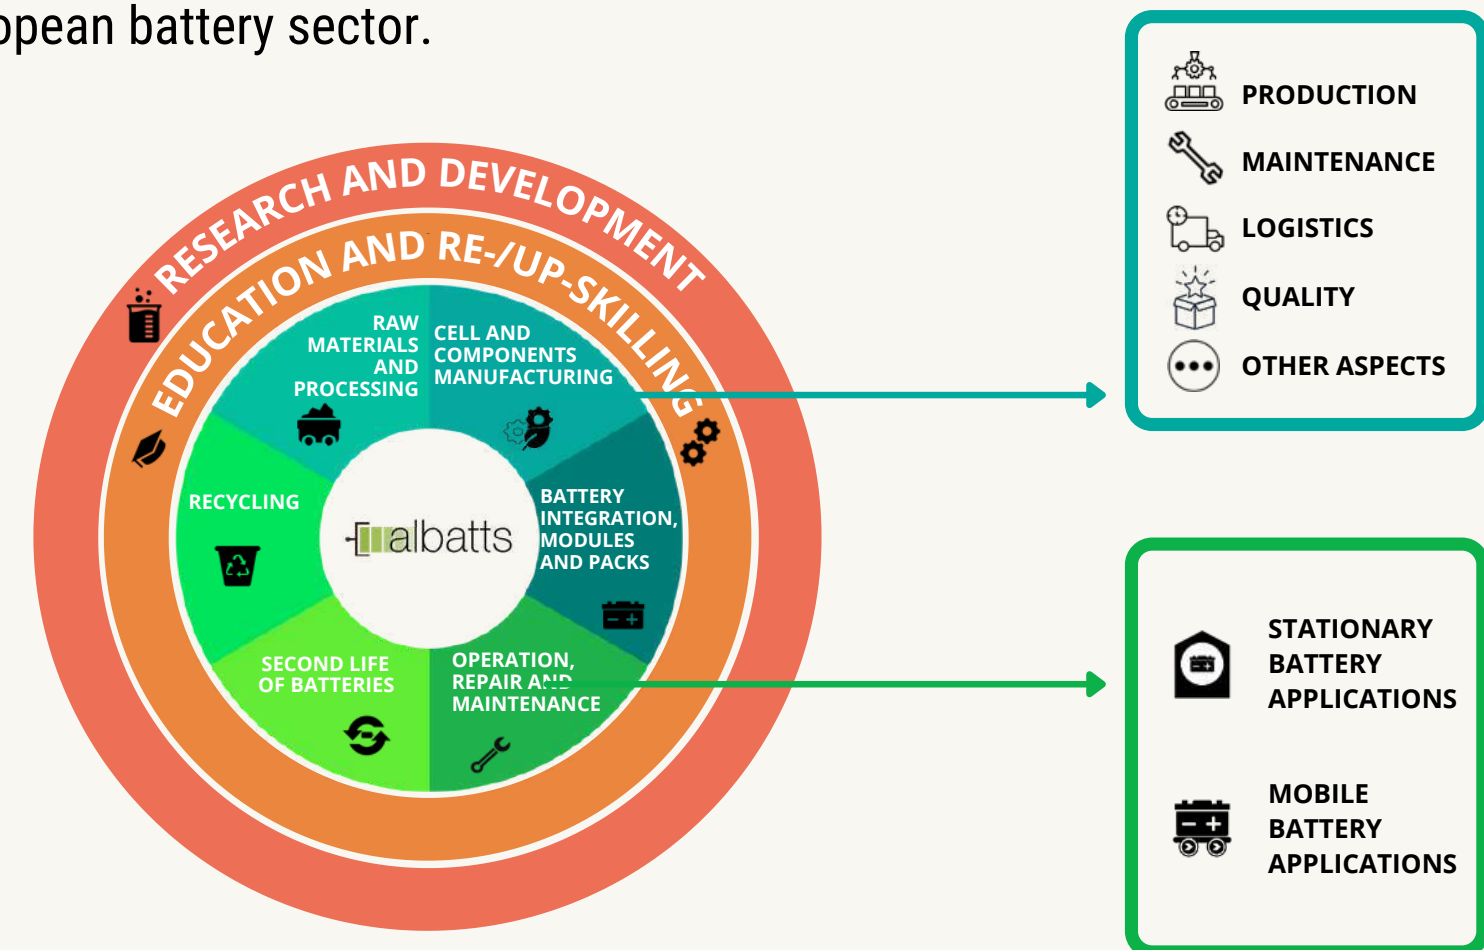 opean battery sector.
RESEARCH AND DEVELOPMENT
EDUCATION AND RE-/UP-SKILLING
RAW
MATERIALS
AND
PROCESSING
CELL AND
COMPONENTS
MANUFACTURING
RECYCLING
albatts
BATTERY
INTEGRATION,
MODULES
AND PACKS
SECOND LIFE
OF BATTERIES
OPERATION,
REPAIR AND
MAINTENANCE
PRODUCTION
MAINTENANCE
LOGISTICS
QUALITY
OTHER ASPECTS
STATIONARY
BATTERY
APPLICATIONS
MOBILE
BATTERY
APPLICATIONS